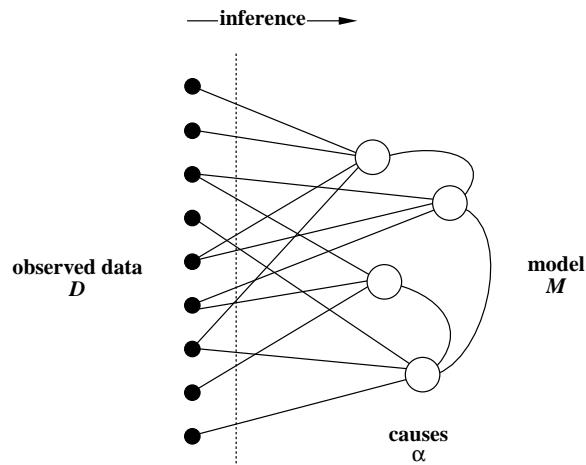 inference
observed data
D
model
M
causes
α